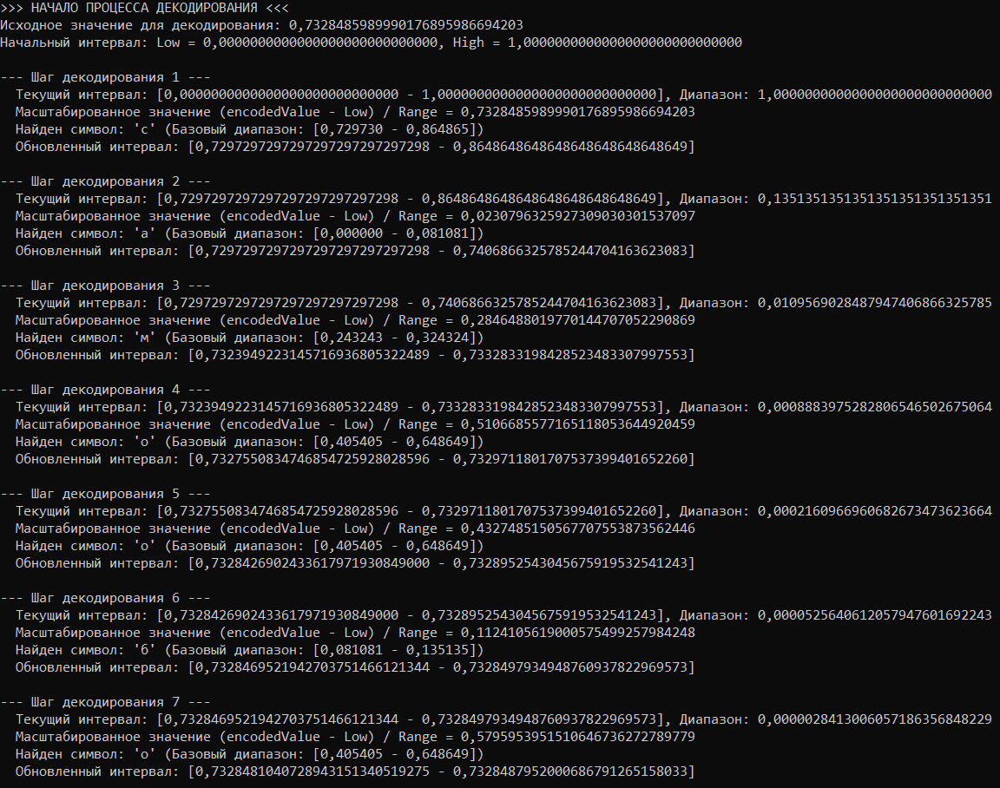 >>> НАЧАЛО ПРОЦЕССА ДЕКОДИРОВАНИЯ <<<
Исходное значение для декодирования: 0,7328485989990176895986694203
Начальный интервал: Low = 0,0000000000000000000000000000, High = 1,0000000000000000000000000000
--- Шаг декодирования 1 ---
Текущий интервал: [0,0000000000000000000000000000 - 1,0000000000000000000000000000], Диапазон: 1,0000000000000000000000000000
Масштабированное значение (encodedValue - Low) / Range = 0,7328485989990176895986694203
Найден символ: 'с' (Базовый диапазон: [0,729730 - 0,864865])
Обновленный интервал: [0,7297297297297297297297297298 - 0,8648648648648648648648648649]
--- Шаг декодирования 2 ---
Текущий интервал: [0,7297297297297297297297297298 - 0,8648648648648648648648648649], Диапазон: 0,1351351351351351351351351351
Масштабированное значение (encodedValue - Low) / Range = 0,0230796325927309030301537097
Найден символ: 'а' (Базовый диапазон: [0,000000 - 0,081081])
Обновленный интервал: [0,7297297297297297297297297298 - 0,7406866325785244704163623083]
--- Шаг декодирования 3 ---
Текущий интервал: [0,7297297297297297297297297298 - 0,7406866325785244704163623083], Диапазон: 0,0109569028487947406866325785
Масштабированное значение (encodedValue - Low) / Range = 0,2846488019770144707052290869
Найден символ: 'м' (Базовый диапазон: [0,243243 - 0,324324])
Обновленный интервал: [0,7323949223145716936805322489 - 0,7332833198428523483307997553]
--- Шаг декодирования 4 ---
Текущий интервал: [0,7323949223145716936805322489 - 0,7332833198428523483307997553], Диапазон: 0,0008883975282806546502675064
Масштабированное значение (encodedValue - Low) / Range = 0,5106685577165118053644920459
Найден символ: 'о' (Базовый диапазон: [0,405405 - 0,648649])
Обновленный интервал: [0,7327550834746854725928028596 - 0,7329711801707537399401652260]
--- Шаг декодирования 5 ---
Текущий интервал: [0,7327550834746854725928028596 - 0,7329711801707537399401652260], Диапазон: 0,0002160966960682673473623664
Масштабированное значение (encodedValue - Low) / Range = 0,4327485150567707553873562446
Найден символ: 'о' (Базовый диапазон: [0,405405 - 0,648649])
Обновленный интервал: [0,7328426902433617971930849000 - 0,7328952543045675919532541243]
--- Шаг декодирования 6 ---
Текущий интервал: [0,7328426902433617971930849000 - 0,7328952543045675919532541243], Диапазон: 0,0000525640612057947601692243
Масштабированное значение (encodedValue - Low) / Range = 0,1124105619000575499257984248
Найден символ: 'б' (Базовый диапазон: [0,081081 - 0,135135])
Обновленный интервал: [0,7328469521942703751466121344 - 0,7328497934948760937822969573]
--- Шаг декодирования 7 ---
Текущий интервал: [0,7328469521942703751466121344 - 0,7328497934948760937822969573], Диапазон: 0,0000028413006057186356848229
Масштабированное значение (encodedValue - Low) / Range = 0,5795953951510646736272789779
Найден символ: 'о' (Базовый диапазон: [0,405405 - 0,648649])
Обновленный интервал: [0,7328481040728943151340519275 - 0,7328487952000686791265158033]